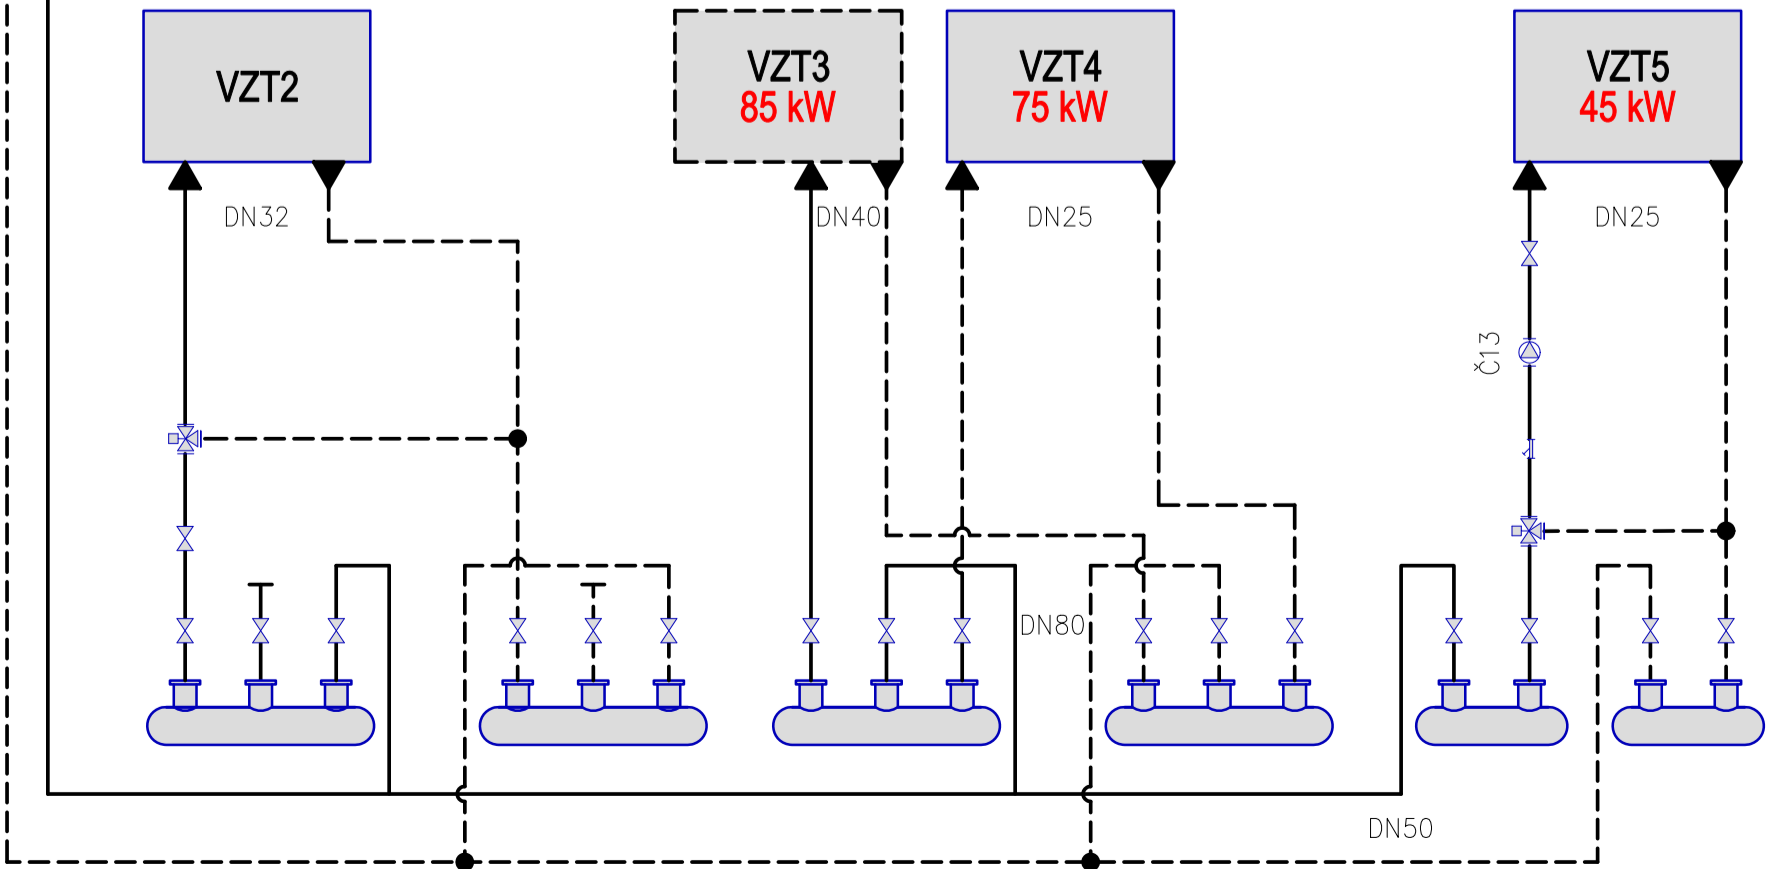 VZT2
VZT3
85 kW
VZT4
75 kW
VZT5
45 kW
DN32
DN40
DN25
DN25
Č13
DN80
DN50